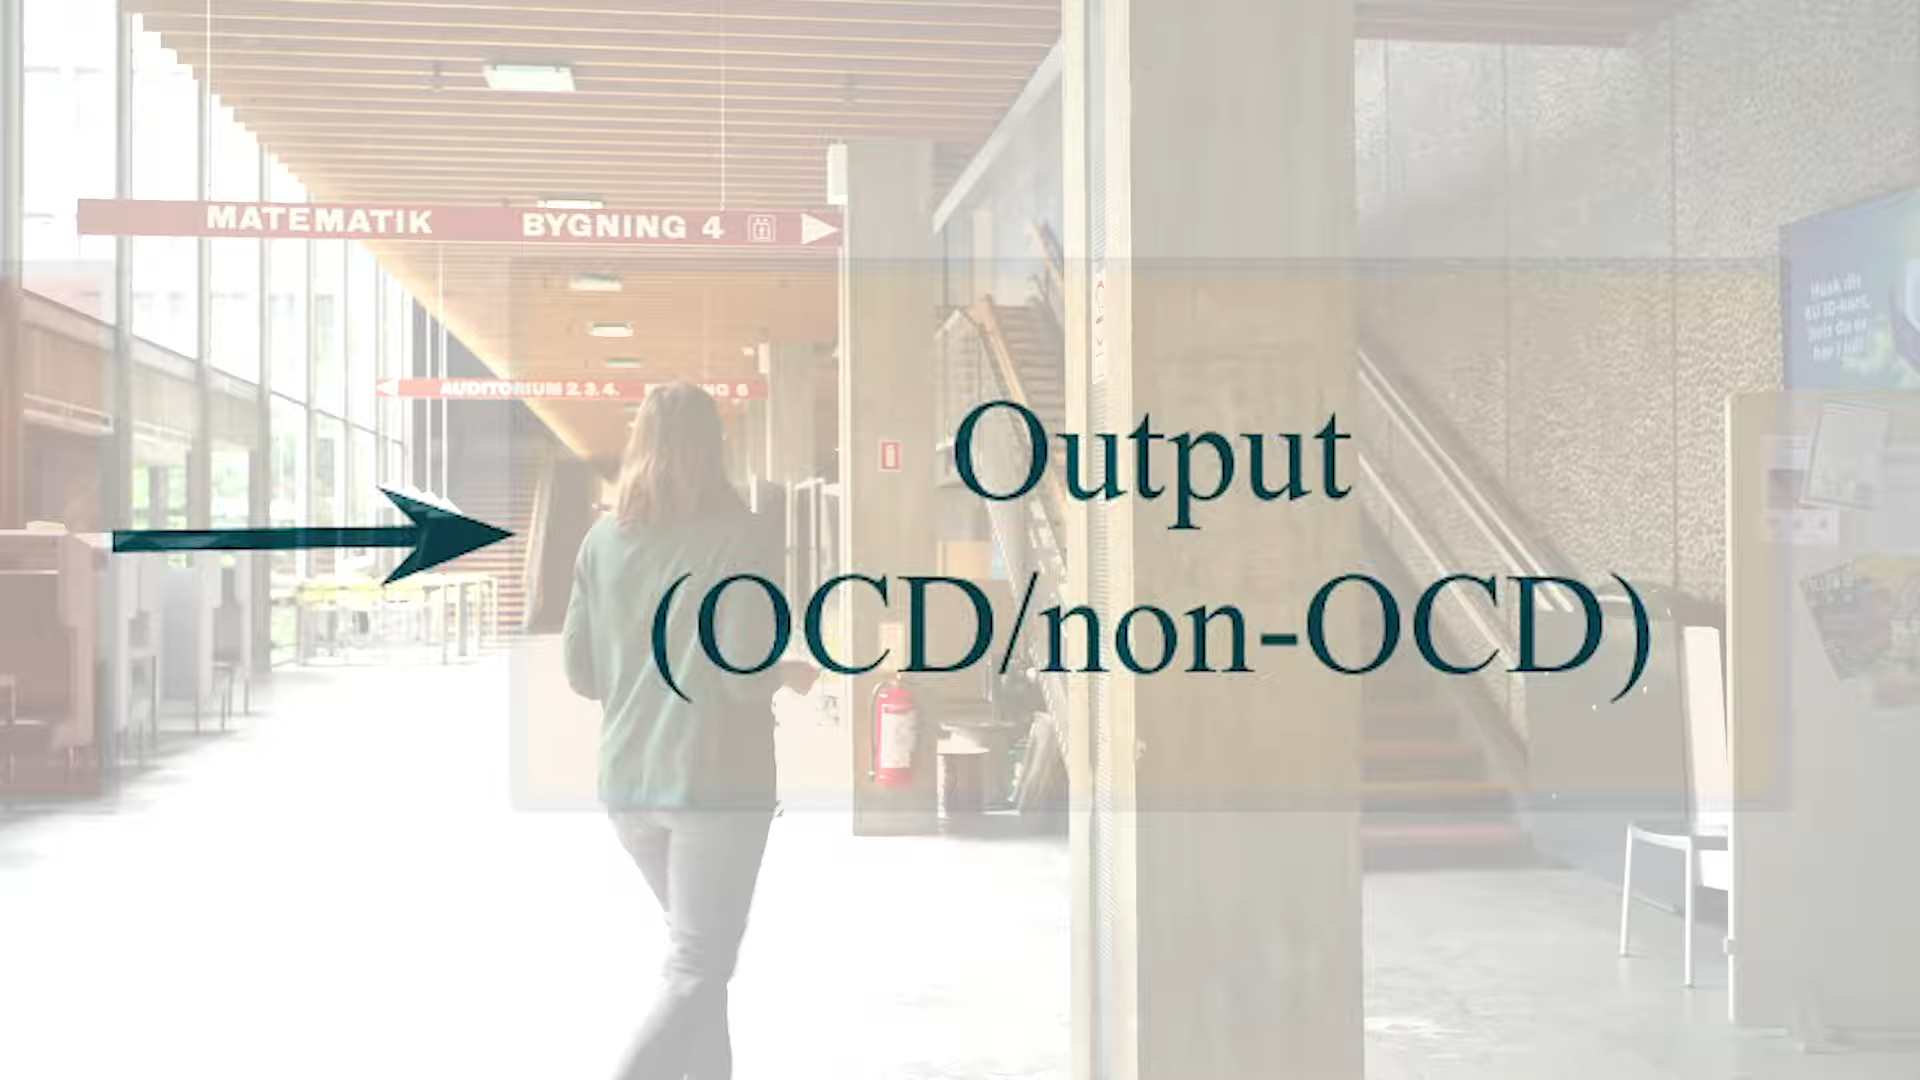 MATEMATIK BYGNING 4
AUDITORIUM 2.3.4.
Output
(OCD/non-OCD)